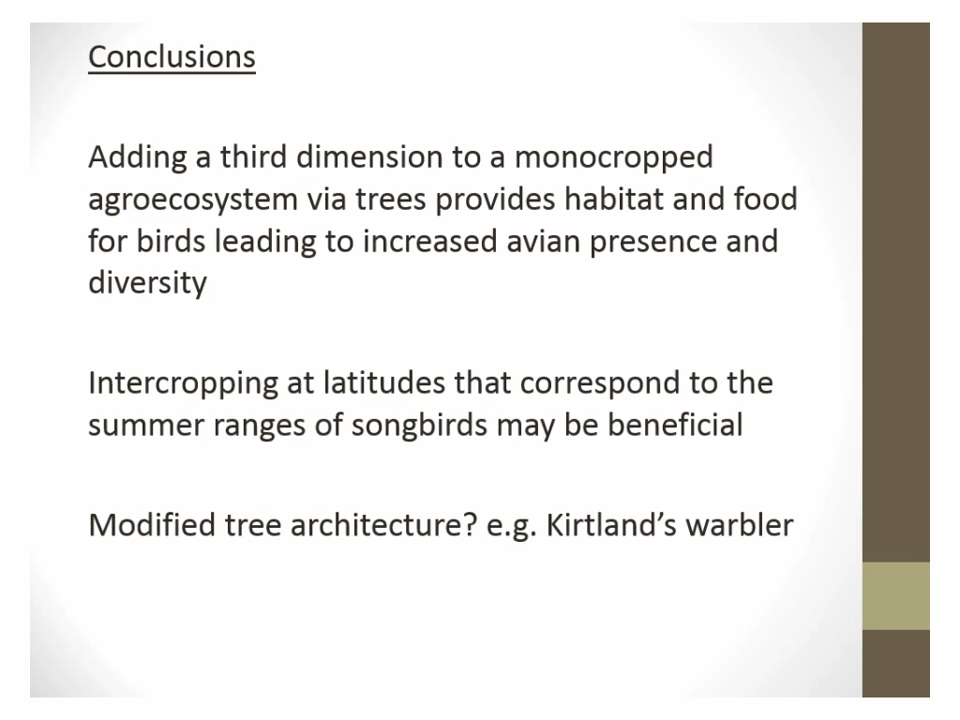 Conclusions
Adding a third dimension to a monocropped
agroecosystem via trees provides habitat and food
for birds leading to increased avian presence and
diversity
Intercropping at latitudes that correspond to the
summer ranges of songbirds may be beneficial
Modified tree architecture? e.g. Kirtland’s warbler